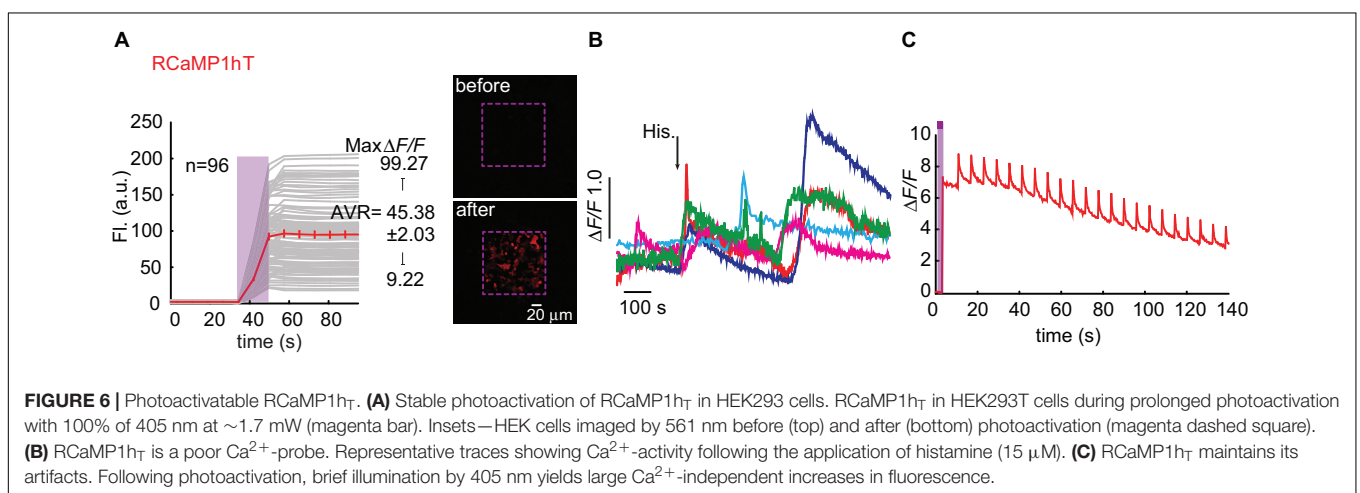 A
RCaMP1hT
Fl. (a.u.)
250
200
150
100
50
0
n=96
0 20 40 60 80
time (s)
Max ΔF/F
99.27
AVR= 45.38
±2.03
9.22
before
after
20 μm
B
His.
ΔF/F 1.0
100 s
C
ΔF/F
10
8
6
4
2
0
0 20 40 60 80 100 120 140
time (s)
FIGURE 6 | Photoactivatable RCaMP1hT. (A) Stable photoactivation of RCaMP1hT in HEK293 cells. RCaMP1hT in HEK293T cells during prolonged photoactivation
with 100% of 405 nm at ~1.7 mW (magenta bar). Insets—HEK cells imaged by 561 nm before (top) and after (bottom) photoactivation (magenta dashed square).
(B) RCaMP1hT is a poor Ca2+-probe. Representative traces showing Ca2+-activity following the application of histamine (15 μM). (C) RCaMP1hT maintains its
artifacts. Following photoactivation, brief illumination by 405 nm yields large Ca2+-independent increases in fluorescence.